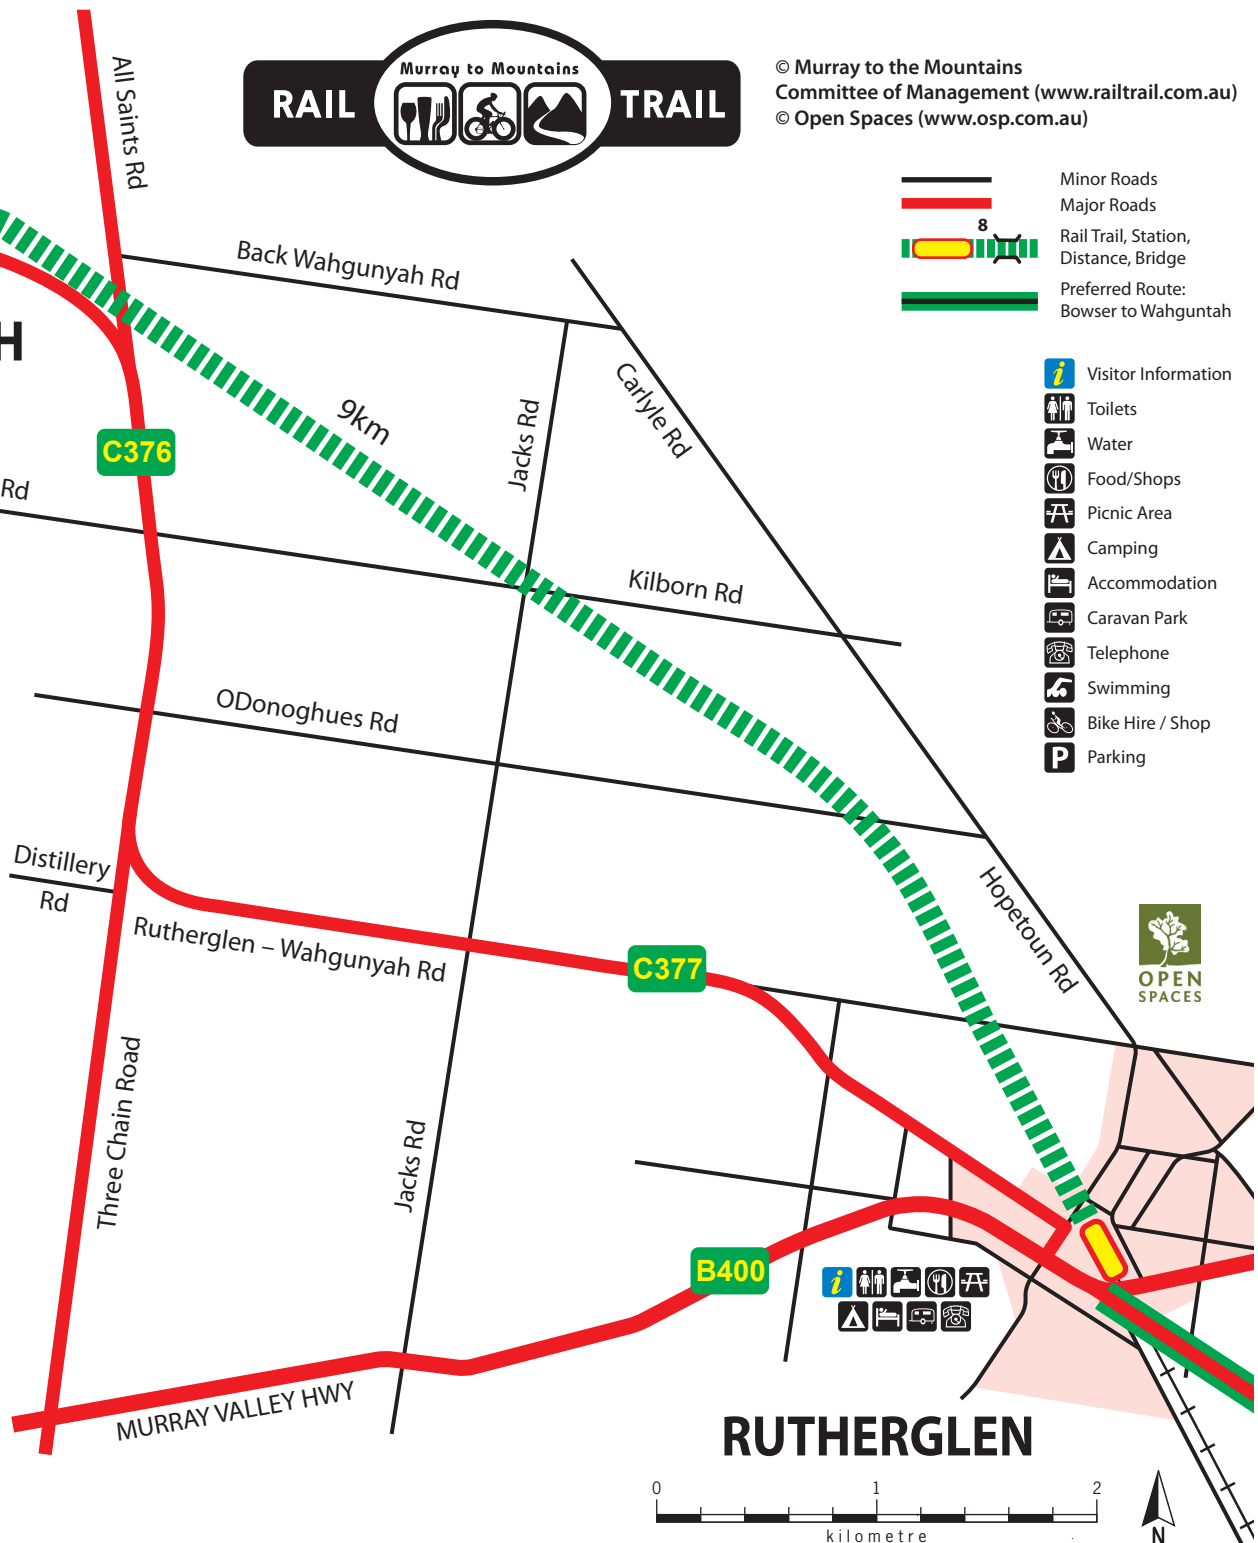 RAIL
Murray to Mountains
TRAIL
© Murray to the Mountains
Committee of Management (www.railtrail.com.au)
© Open Spaces (www.osp.com.au)
Minor Roads
Major Roads
8
Rail Trail, Station,
Distance, Bridge
Preferred Route:
Bowser to Wahguntah
i Visitor Information
Toilets
Water
Food/Shops
Picnic Area
Camping
Accommodation
Caravan Park
Telephone
Swimming
Bike Hire / Shop
P Parking
All Saints Rd
Back Wahgunyah Rd
H
Carlyle Rd
9km
Jacks Rd
C376
Rd
Kilborn Rd
ODonoghues Rd
Distillery
Rd
Hopetoun Rd
Rutherglen – Wahgunyah Rd
C377
OPEN
SPACES
Three Chain Road
Jacks Rd
B400
i
MURRAY VALLEY HWY
RUTHERGLEN
0 1 2
kilometre
N